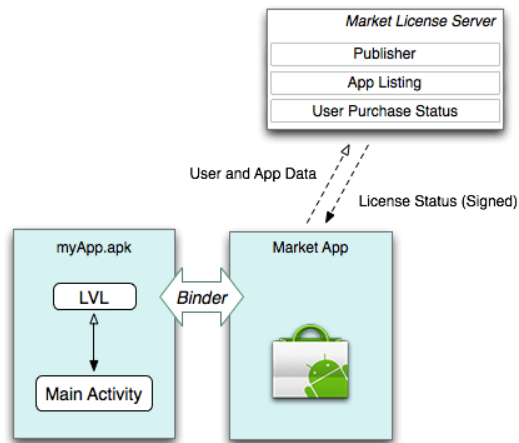 Market License Server
Publisher
App Listing
User Purchase Status
User and App Data
License Status (Signed)
myApp.apk
Market App
LVL
Binder
Main Activity